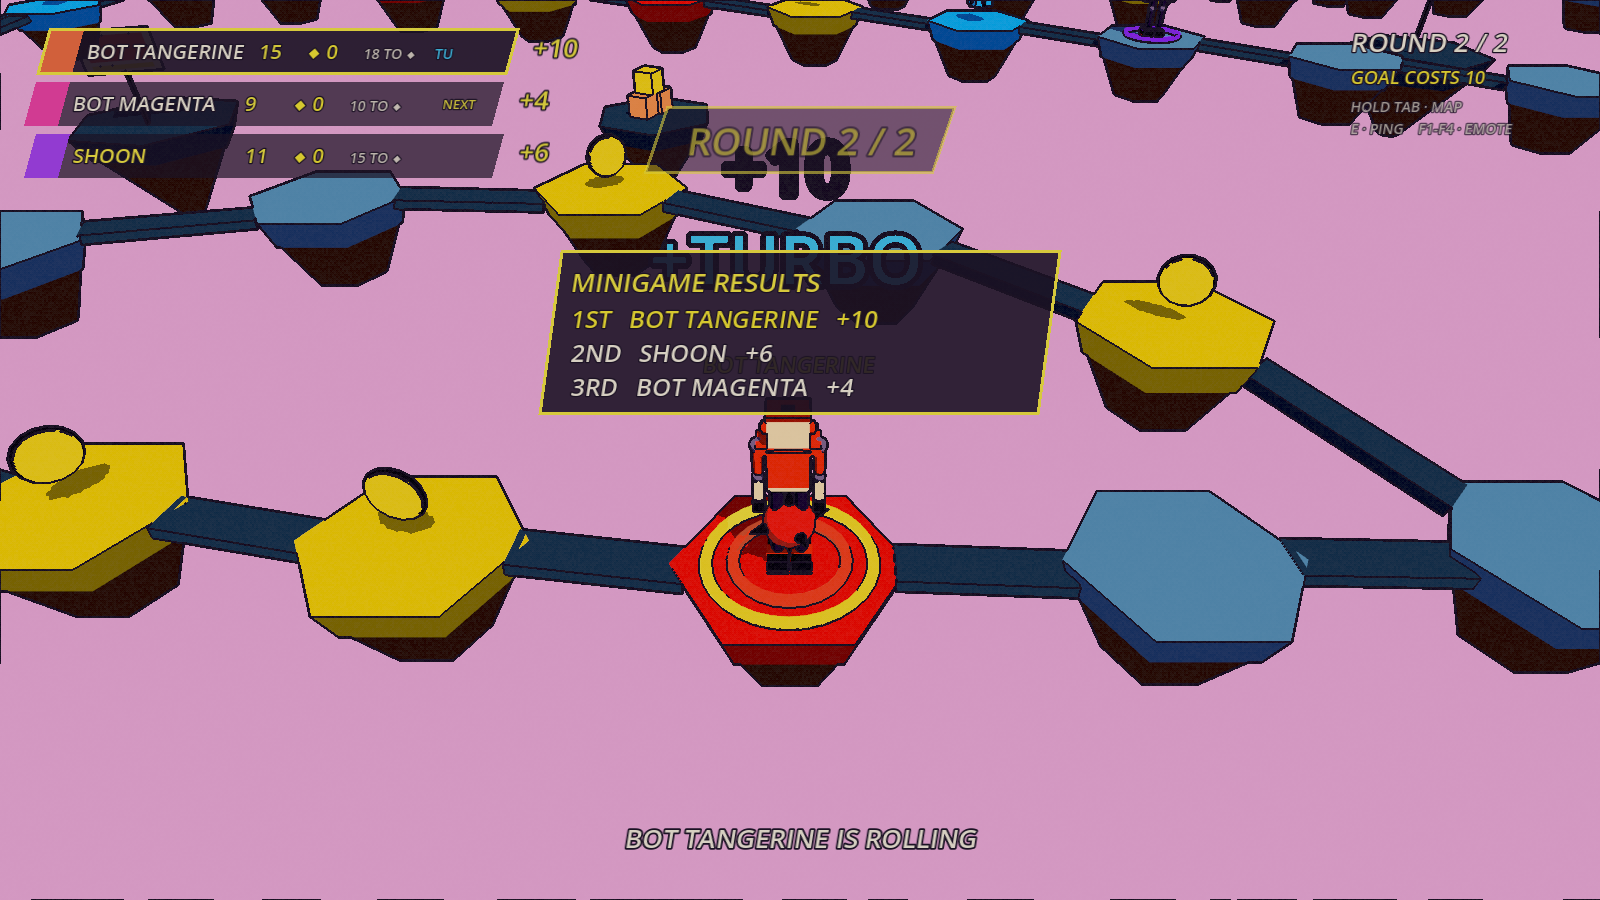 BOT TANGERINE 15 ◆ 0 18 TO ◆ TU +10
BOT MAGENTA 9 ◆ 0 10 TO ◆ NEXT +4
SHOON 11 ◆ 0 15 TO ◆ +6
ROUND 2 / 2
GOAL COSTS 10
HOLD TAB · MAP
E · PING F1-F4 · EMOTE
ROUND 2 / 2
+10
+TURBO
MINIGAME RESULTS
1ST BOT TANGERINE +10
2ND SHOON +6
BOT TANGERINE
3RD BOT MAGENTA +4
BOT TANGERINE IS ROLLING